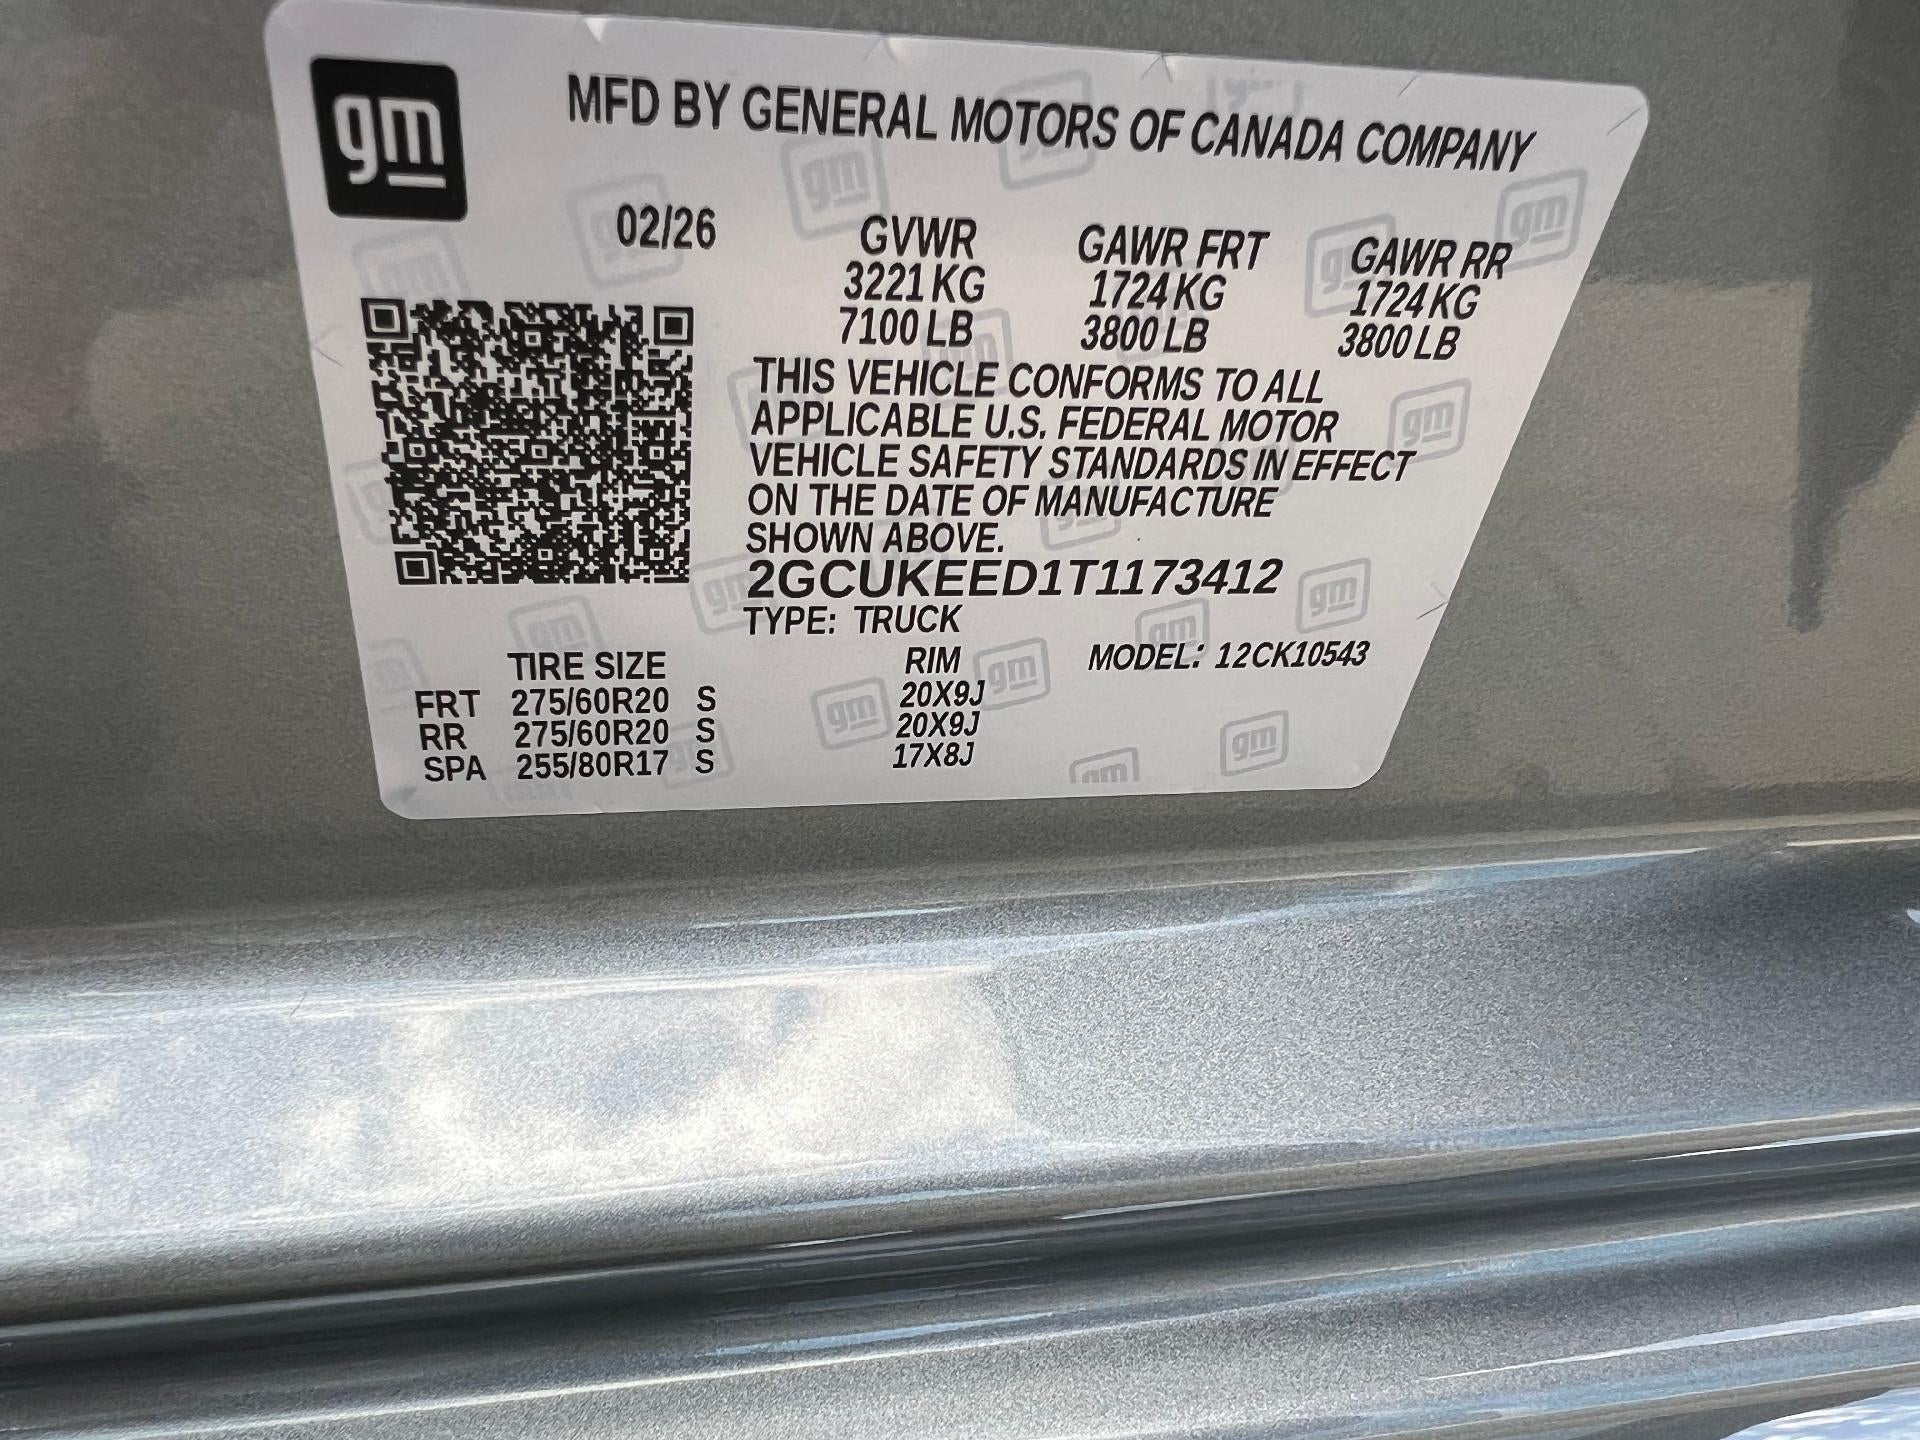 gm
MFD BY GENERAL MOTORS OF CANADA COMPANY
02/26 GVWR GAWR FRT GAWR RR
3221 KG 1724 KG 1724 KG
7100 LB 3800 LB 3800 LB
THIS VEHICLE CONFORMS TO ALL
APPLICABLE U.S. FEDERAL MOTOR
VEHICLE SAFETY STANDARDS IN EFFECT
ON THE DATE OF MANUFACTURE
SHOWN ABOVE.
2GCUKEED1T1173412
TYPE: TRUCK
TIRE SIZE RIM MODEL: 12CK10543
FRT 275/60R20 S 20X9J
RR 275/60R20 S 20X9J
SPA 255/80R17 S 17X8J